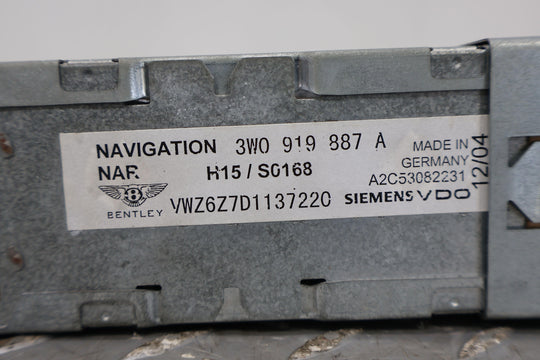 NAVIGATION 3W0 919 887 A MADE IN
NAR H15 / S0168 GERMANY
A2C53082231
B
BENTLEY VWZ6Z7D1137220 SIEMENS VDO
12/04